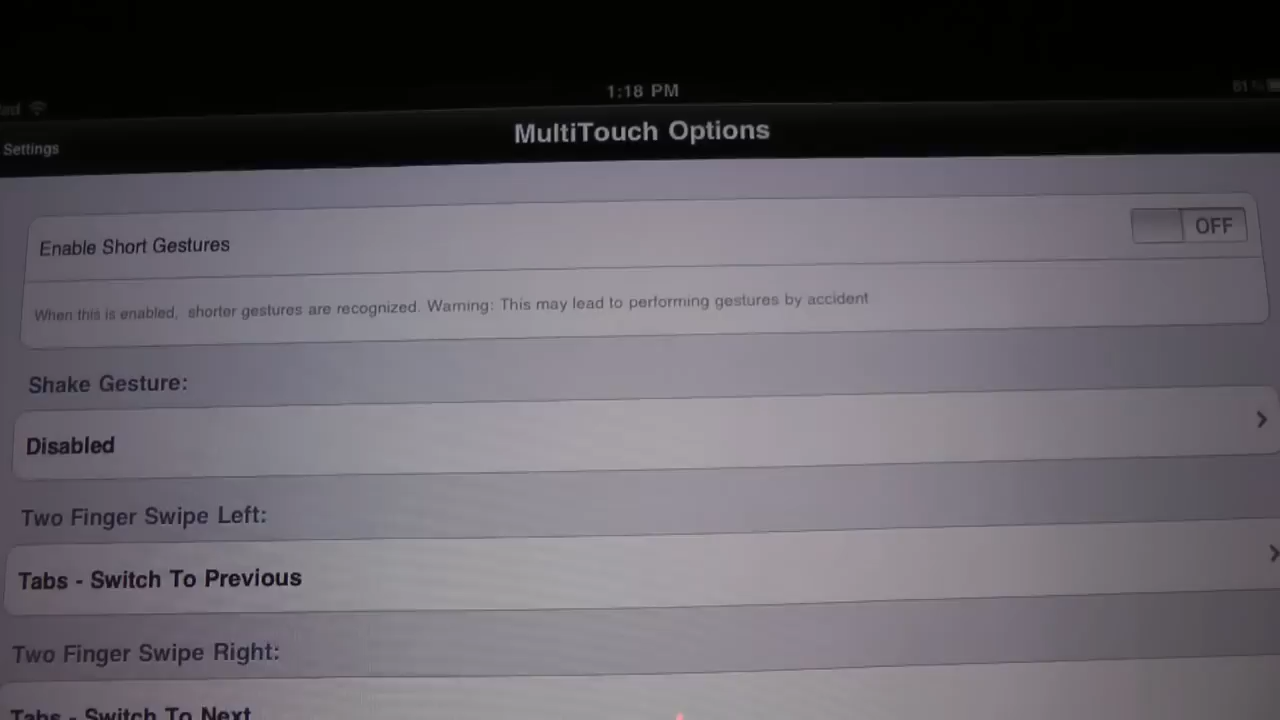 1:18 PM
61%
Settings
MultiTouch Options
Enable Short Gestures
OFF
When this is enabled, shorter gestures are recognized. Warning: This may lead to performing gestures by accident
Shake Gesture:
Disabled
Two Finger Swipe Left:
Tabs - Switch To Previous
Two Finger Swipe Right:
Tabs - Switch To Next